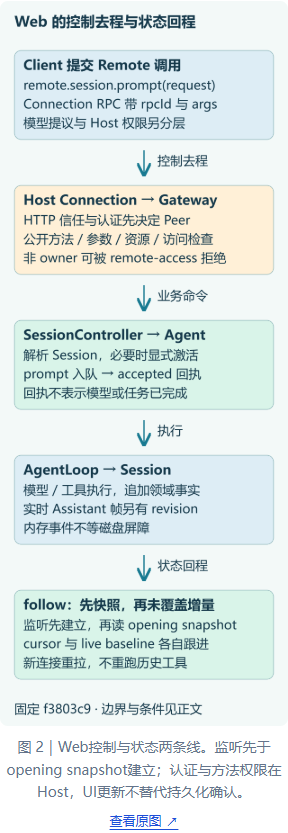 Web 的控制去程与状态回程
Client 提交 Remote 调用
remote.session.prompt(request)
Connection RPC 带 rpcId 与 args
模型提议与 Host 权限另分层
控制去程
Host Connection → Gateway
HTTP 信任与认证先决定 Peer
公开方法 / 参数 / 资源 / 访问检查
非 owner 可被 remote-access 拒绝
业务命令
SessionController → Agent
解析 Session，必要时显式激活
prompt 入队 → accepted 回执
回执不表示模型或任务已完成
执行
AgentLoop → Session
模型 / 工具执行，追加领域事实
实时 Assistant 帧另有 revision
内存事件不等磁盘屏障
状态回程
follow：先快照，再未覆盖增量
监听先建立，再读 opening snapshot
cursor 与 live baseline 各自跟进
新连接重拉，不重跑历史工具
固定 f3803c9 · 边界与条件见正文
图 2｜Web控制与状态两条线。监听先于
opening snapshot建立；认证与方法权限在
Host，UI更新不替代持久化确认。
查看原图 ↗